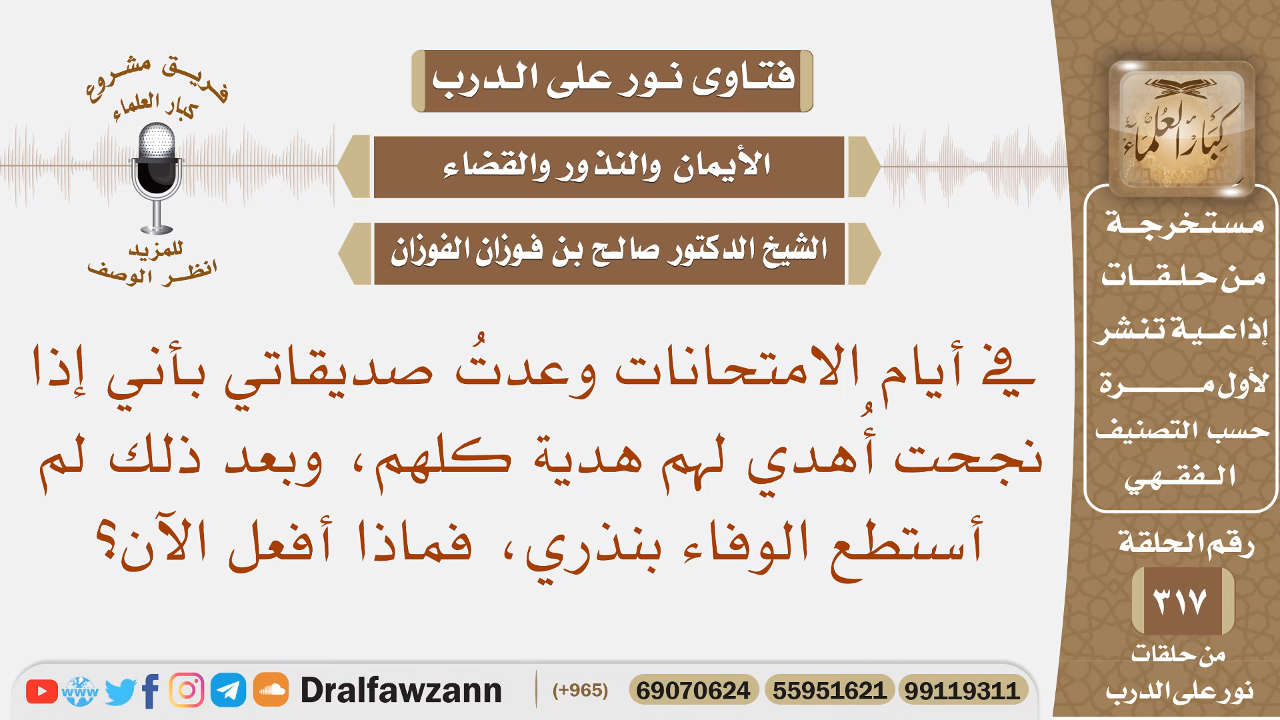 فتاوى نور على الدرب
الأيمان والنذور والقضاء
الشيخ الدكتور صالح بن فوزان الفوزان
فريق مشروع
كبار العلماء
للمزيد
انظر الوصف
في أيام الامتحانات وعدتُ صديقاتي بأني إذا
نجحت أُهدي لهم هدية كلهم، وبعد ذلك لم
أستطع الوفاء بنذري، فماذا أفعل الآن؟
كبار العلماء
مستخرجة
من حلقات
إذاعية تنشر
لأول مرة
حسب التصنيف
الفقهي
رقم الحلقة
٣١٧
من حلقات
نور على الدرب
www Dralfawzann (+965) 69070624 55951621 99119311